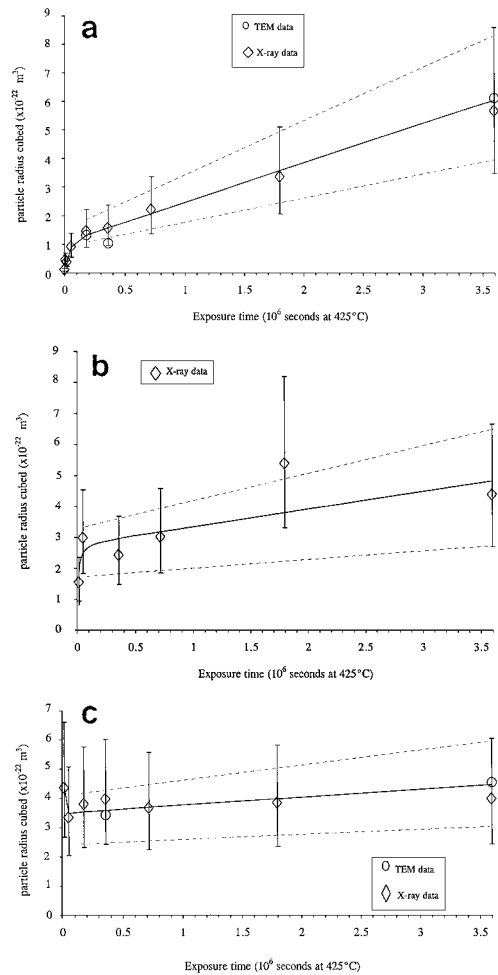 a
TEM data
X-ray data
particle radius cubed (x10⁻²² m³)
9
8
7
6
5
4
3
2
1
0
0 0.5 1 1.5 2 2.5 3 3.5
Exposure time (10⁶ seconds at 425°C)
b
X-ray data
particle radius cubed (x10⁻²² m³)
9
8
7
6
5
4
3
2
1
0
0 0.5 1 1.5 2 2.5 3 3.5
Exposure time (10⁶ seconds at 425°C)
c
particle radius cubed (x10⁻²² m³)
7
6
5
4
3
2
1
0
TEM data
X-ray data
0 0.5 1 1.5 2 2.5 3 3.5
Exposure time (10⁶ seconds at 425°C)